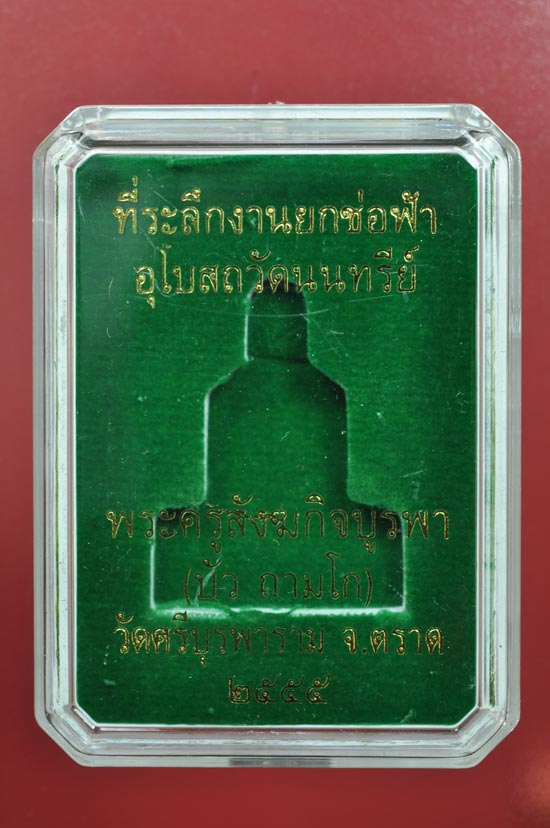 ที่ระลึกงานยกช่อฟ้า
อุโบสถวัดนนทรีย์
พระครูสังฆกิจบูรพา
(บัว ถามโก)
วัดศรีบุรพาราม จ.ตราด
๒๕๕๕